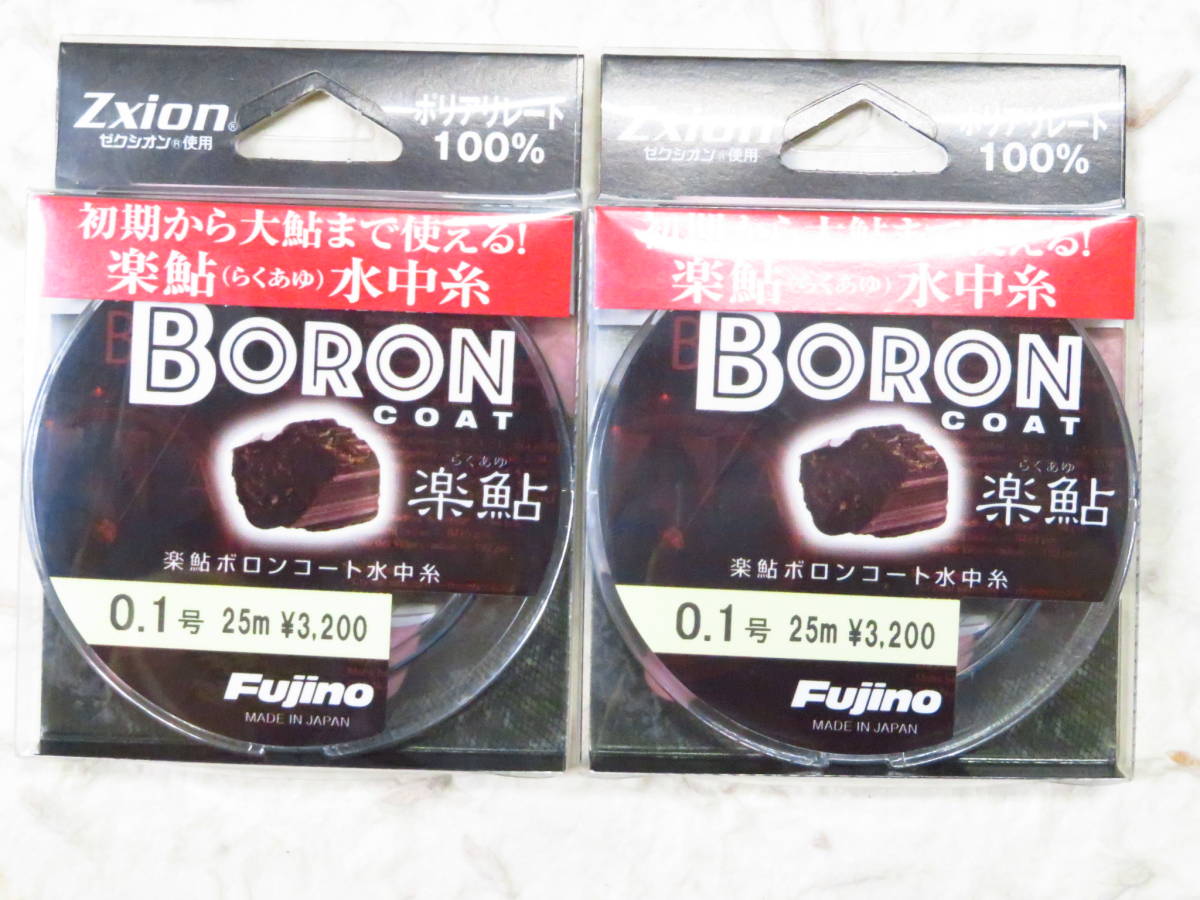 Zxion®
ゼクシオン®使用
ポリアリレート
100%
初期から大鮎まで使える!
楽鮎(らくあゆ)水中糸
BORON
COAT
らくあゆ
楽鮎
楽鮎ボロンコート水中糸
0.1号 25m ¥3,200
Fujino
MADE IN JAPAN
Zxion
ゼクシオン®使用
ポリアリレート
100%
初期から大鮎まで使える!
楽鮎(らくあゆ)水中糸
BORON
COAT
らくあゆ
楽鮎
楽鮎ボロンコート水中糸
0.1号 25m ¥3,200
Fujino
MADE IN JAPAN